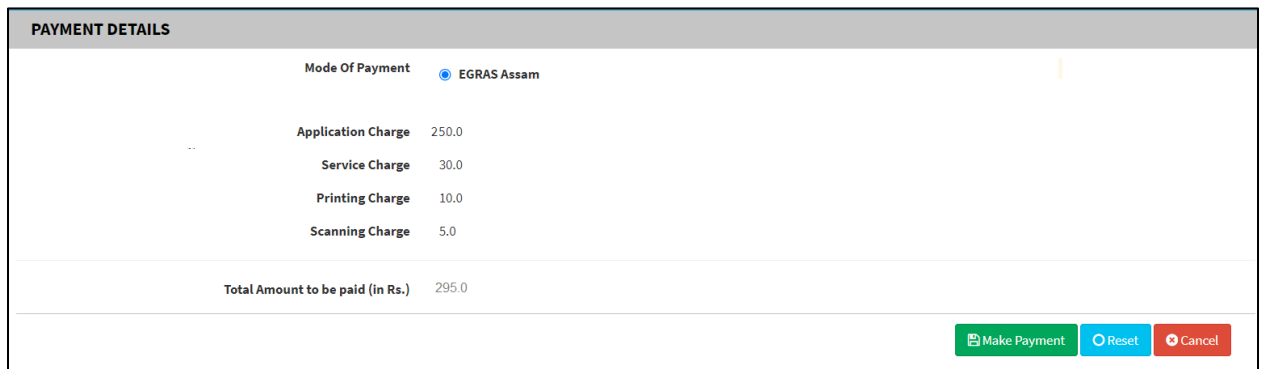 PAYMENT DETAILS
Mode Of Payment EGRAS Assam
Application Charge 250.0
Service Charge 30.0
Printing Charge 10.0
Scanning Charge 5.0
Total Amount to be paid (in Rs.) 295.0
Make Payment Reset Cancel